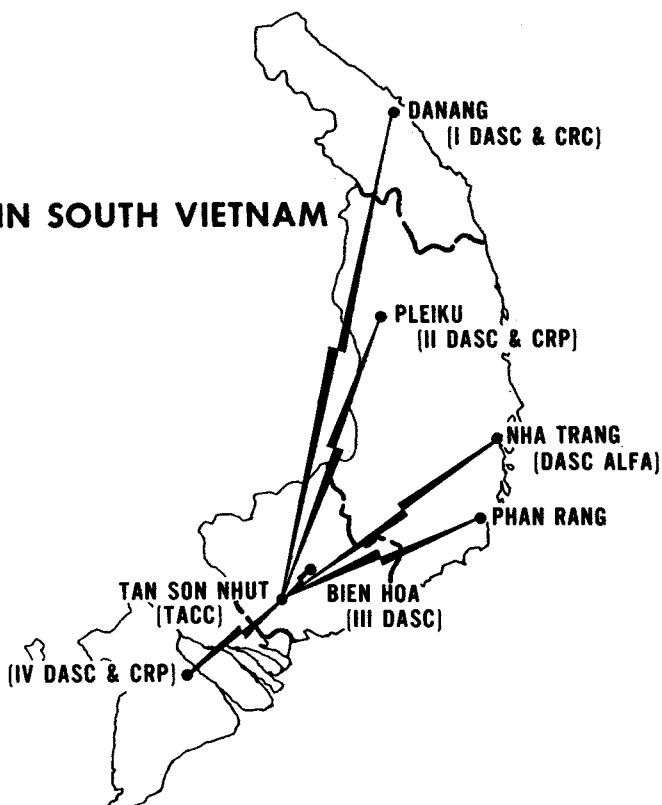 DANANG
(I DASC & CRC)
IN SOUTH VIETNAM
PLEIKU
(II DASC & CRP)
NHA TRANG
(DASC ALFA)
PHAN RANG
TAN SON NHUT
(TACC)
BIEN HOA
(III DASC)
(IV DASC & CRP)